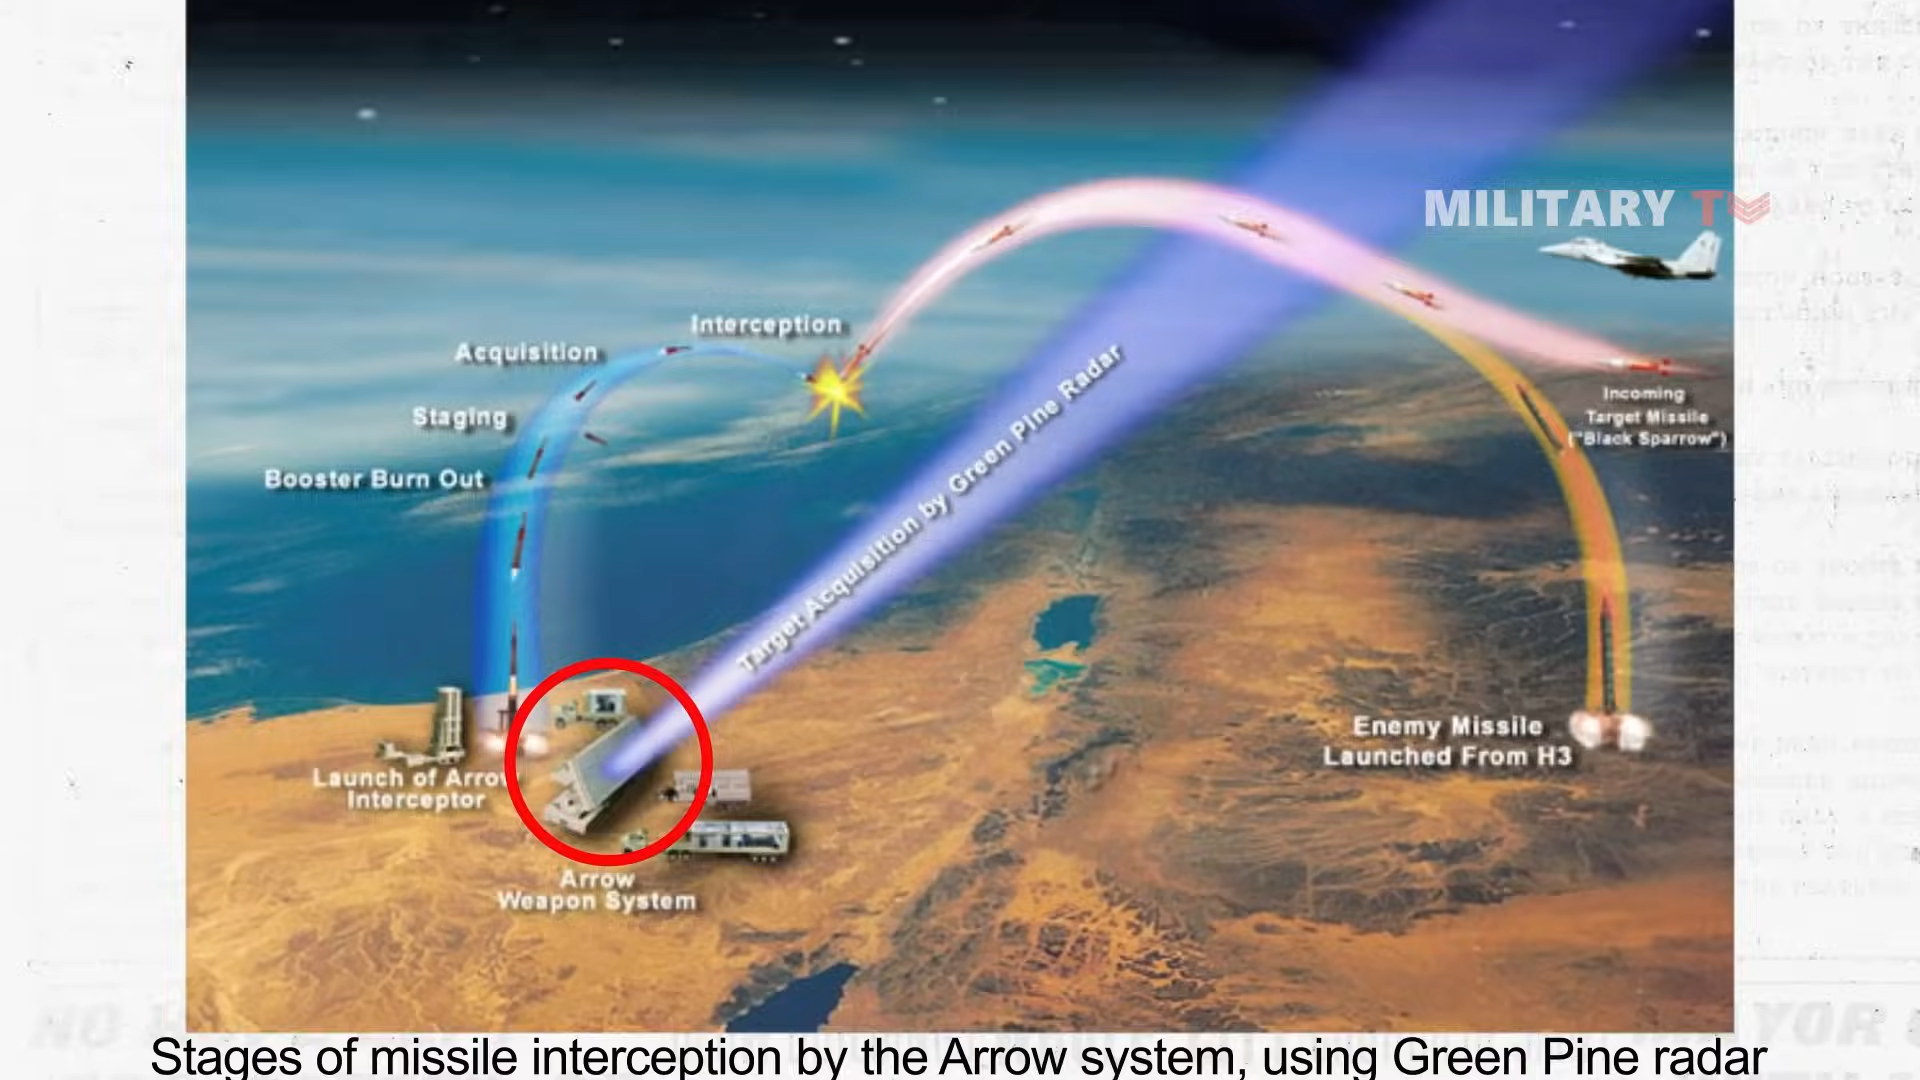 MILITARY TV
Interception
Acquisition
Staging
Booster Burn Out
Target Acquisition by Green Pine Radar
Incoming
Target Missile
("Black Sparrow")
Enemy Missile
Launched From H3
Launch of Arrow
Interceptor
Arrow
Weapon System
Stages of missile interception by the Arrow system, using Green Pine radar